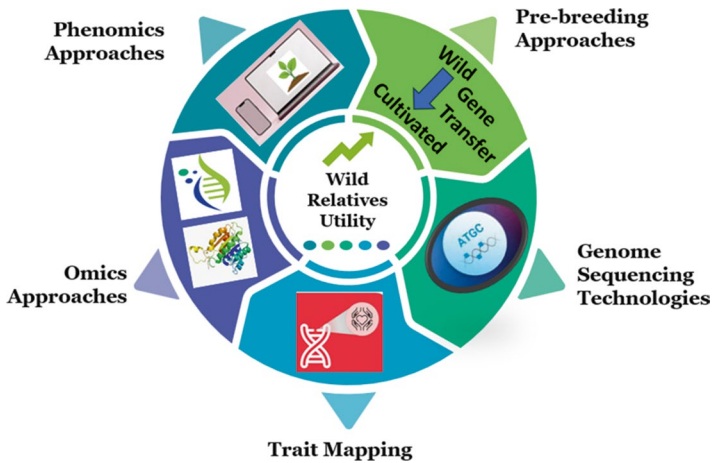 Phenomics
Approaches
Pre-breeding
Approaches
Wild
Gene
Transfer
Cultivated
Wild
Relatives
Utility
ATGC
Omics
Approaches
Genome
Sequencing
Technologies
Trait Mapping